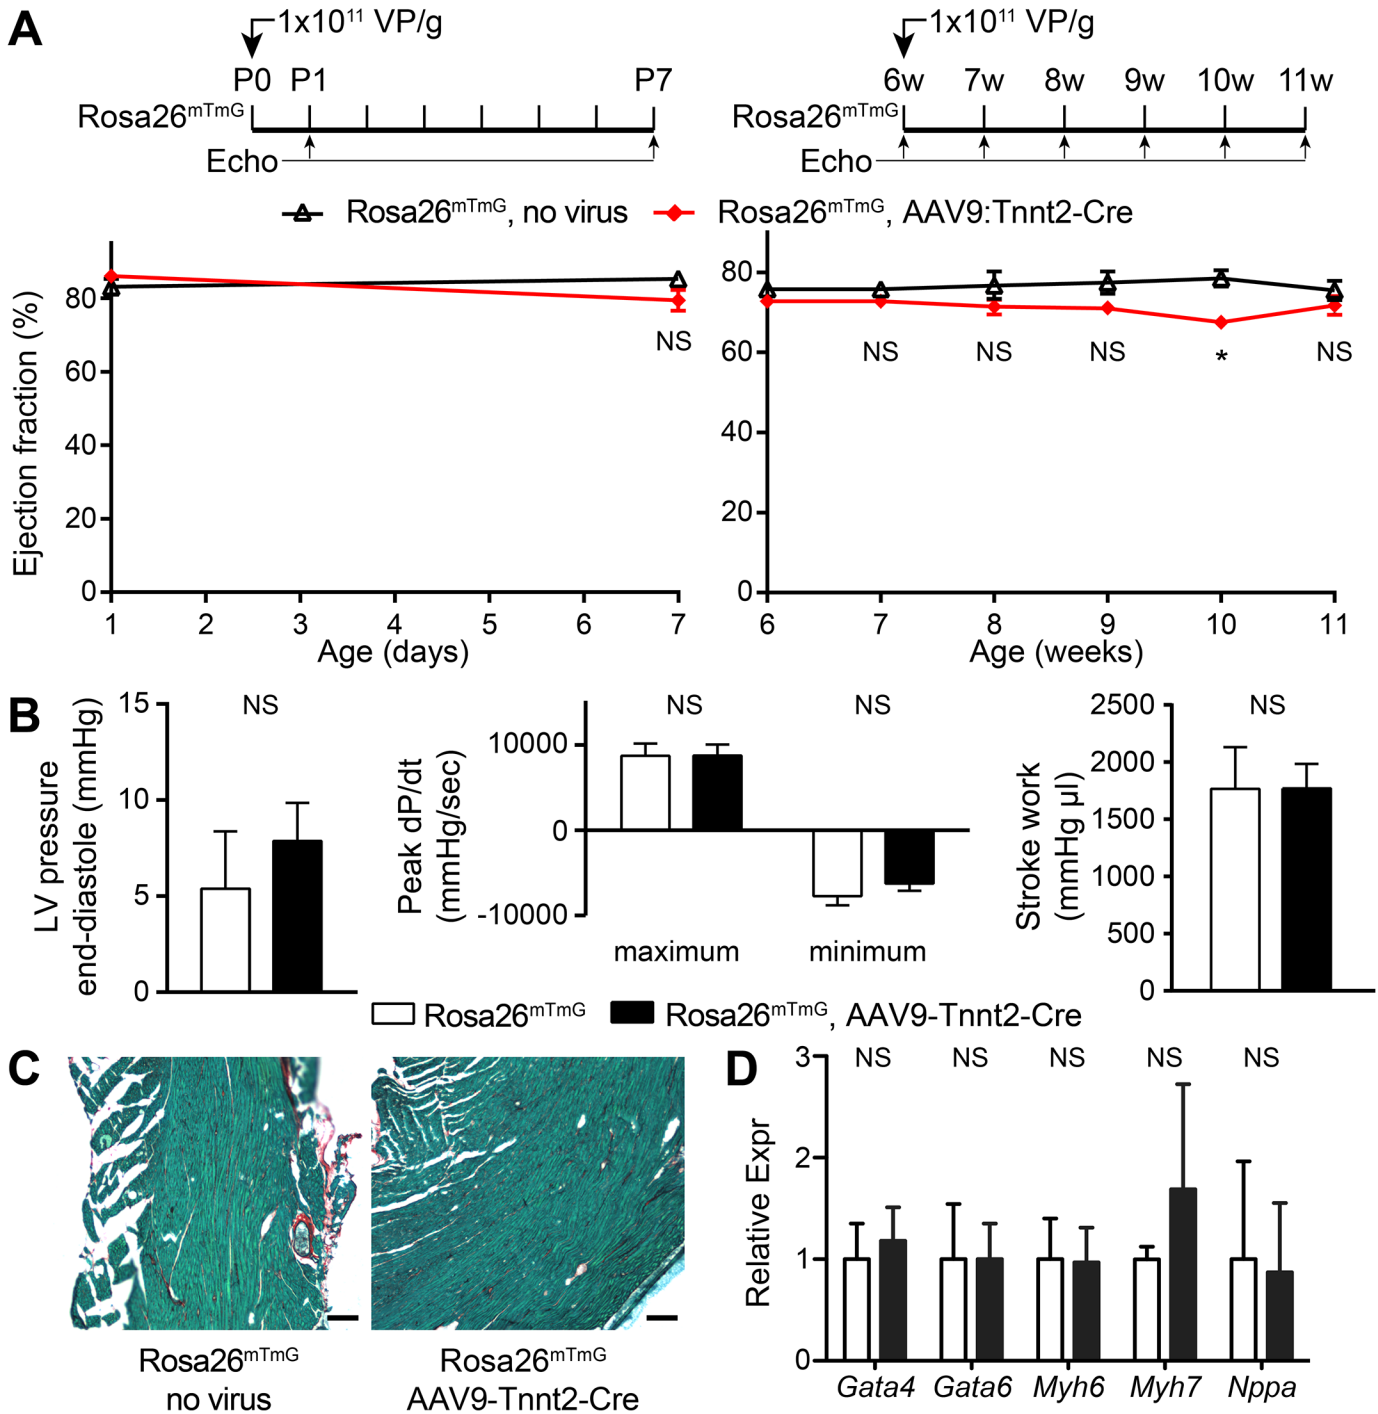 A
1x10¹¹ VP/g
P0 P1 P7
Rosa26mTmG
Echo
1x10¹¹ VP/g
6w 7w 8w 9w 10w 11w
Rosa26mTmG
Echo
Rosa26mTmG, no virus
Rosa26mTmG, AAV9:Tnnt2-Cre
Ejection fraction (%)
80
60
40
20
0
NS
1 2 3 4 5 6 7
Age (days)
80
60
40
20
0
NS NS NS * NS
6 7 8 9 10 11
Age (weeks)
B
LV pressure
end-diastole (mmHg)
15
10
5
0
NS
Peak dP/dt
(mmHg/sec)
10000
0
-10000
NS NS
maximum minimum
Stroke work
(mmHg µl)
2500
2000
1500
1000
500
0
NS
Rosa26mTmG
Rosa26mTmG, AAV9-Tnnt2-Cre
C
Rosa26mTmG
no virus
Rosa26mTmG
AAV9-Tnnt2-Cre
D
Relative Expr
3
2
1
0
NS NS NS NS NS
Gata4 Gata6 Myh6 Myh7 Nppa